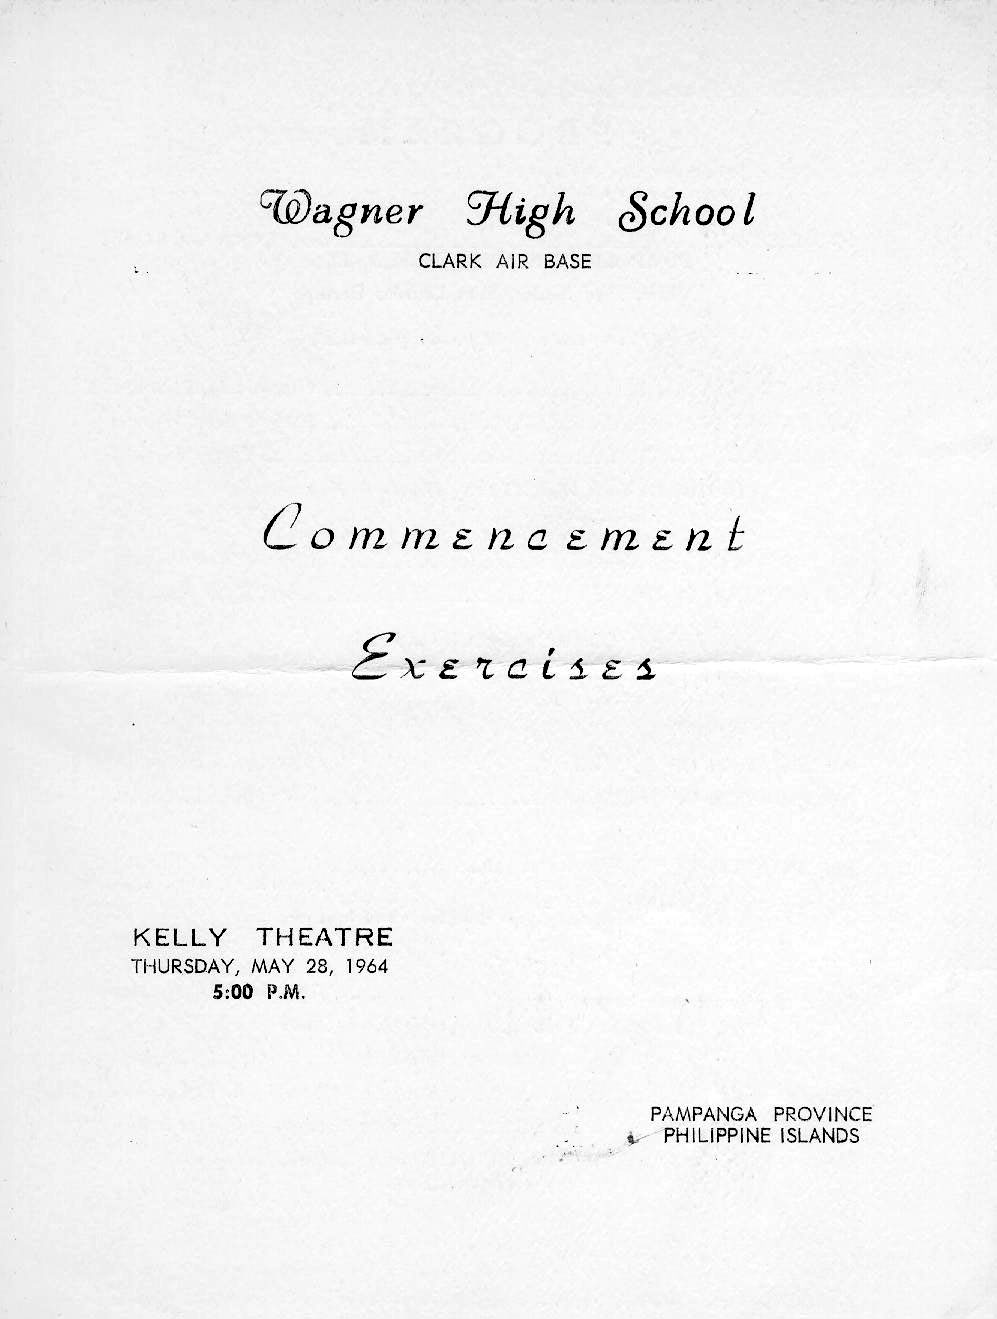 Wagner High School
CLARK AIR BASE
Commencement
Exercises
KELLY THEATRE
THURSDAY, MAY 28, 1964
5:00 P.M.
PAMPANGA PROVINCE
PHILIPPINE ISLANDS